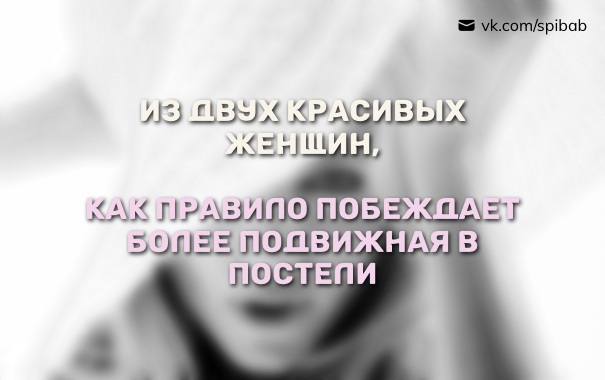 vk.com/spibab
ИЗ ДВУХ КРАСИВЫХ
ЖЕНЩИН,
КАК ПРАВИЛО ПОБЕЖДАЕТ
БОЛЕЕ ПОДВИЖНАЯ В
ПОСТЕЛИ